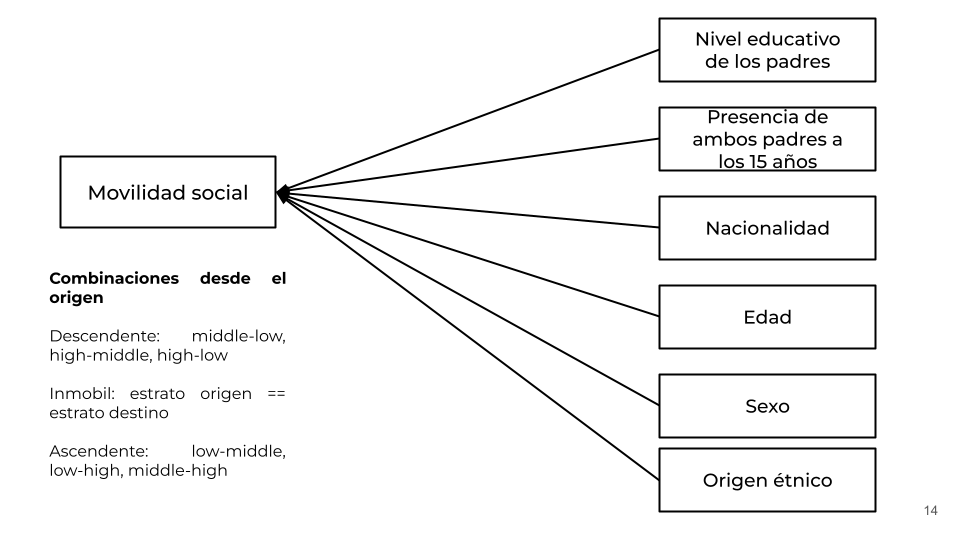 Movilidad social
Combinaciones desde el
origen
Descendente: middle-low,
high-middle, high-low
Inmobil: estrato origen ==
estrato destino
Ascendente: low-middle,
low-high, middle-high
Nivel educativo
de los padres
Presencia de
ambos padres a
los 15 años
Nacionalidad
Edad
Sexo
Origen étnico
14